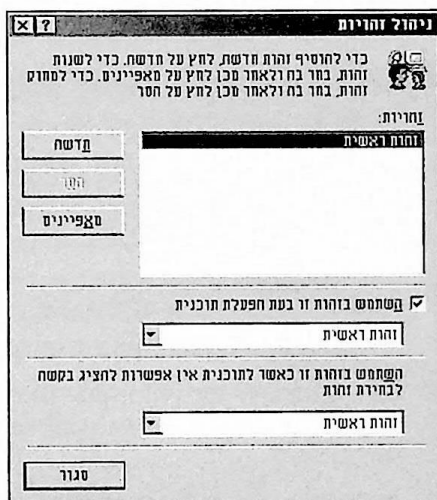 ניהול זהויות
כדי להוסיף זהות חדשה, לחץ על חדשה. כדי לשנות
זהות, בחר בה ולאחר מכן לחץ על מאפיינים. כדי למחוק
זהות, בחר בה ולאחר מכן לחץ על הסר
זהויות:
זהות ראשית
חדשה
הסר
מאפיינים
השתמש בזהות זו בעת הפעלת תוכנית
זהות ראשית
השתמש בזהות זו כאשר לתוכנית אין אפשרות להציג בקשה
לבחירת זהות
זהות ראשית
סגור